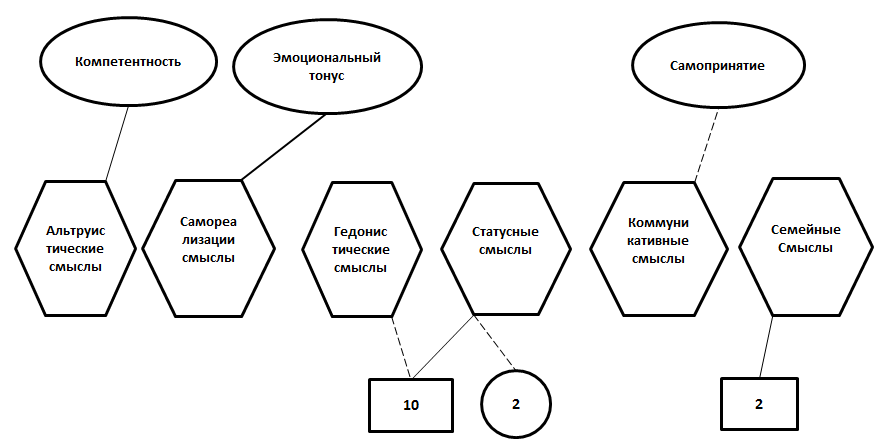 Компетентность
Эмоциональный
тонус
Самопринятие
Альтруис
тические
смыслы
Самореа
лизации
смыслы
Гедонис
тические
смыслы
Статусные
смыслы
Коммуни
кативные
смыслы
Семейные
Смыслы
10
2
2